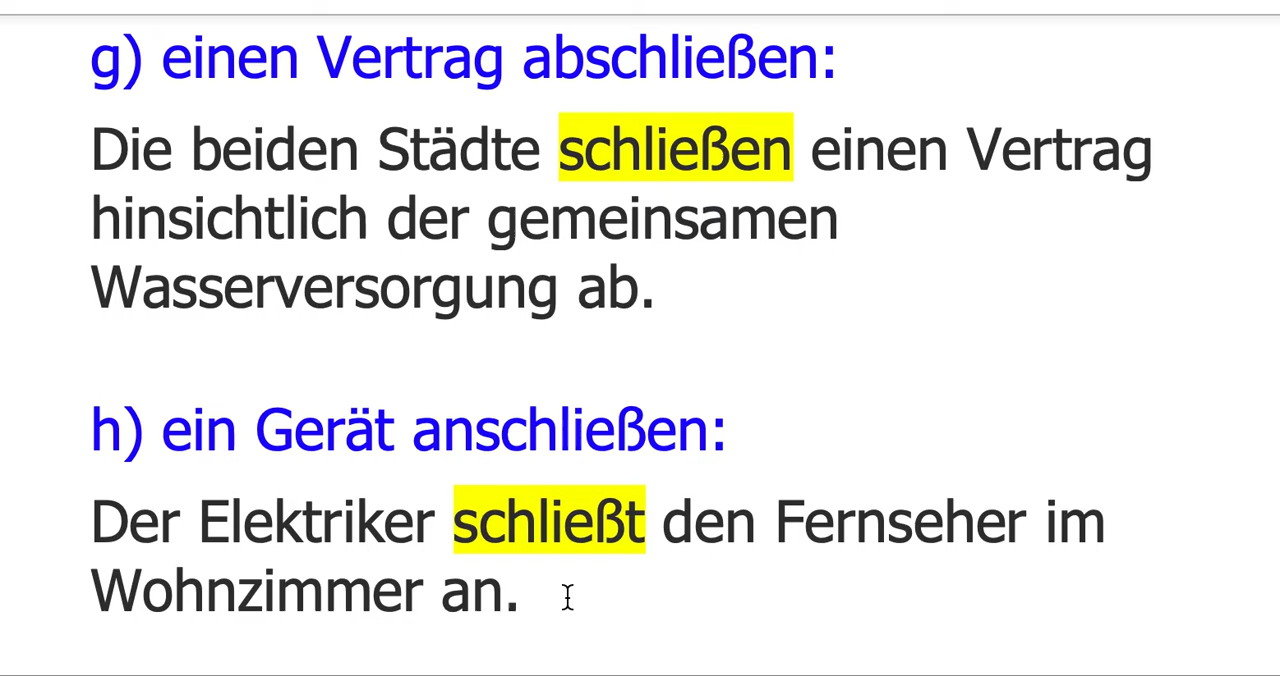 g) einen Vertrag abschließen:
Die beiden Städte schließen einen Vertrag
hinsichtlich der gemeinsamen
Wasserversorgung ab.
h) ein Gerät anschließen:
Der Elektriker schließt den Fernseher im
Wohnzimmer an.